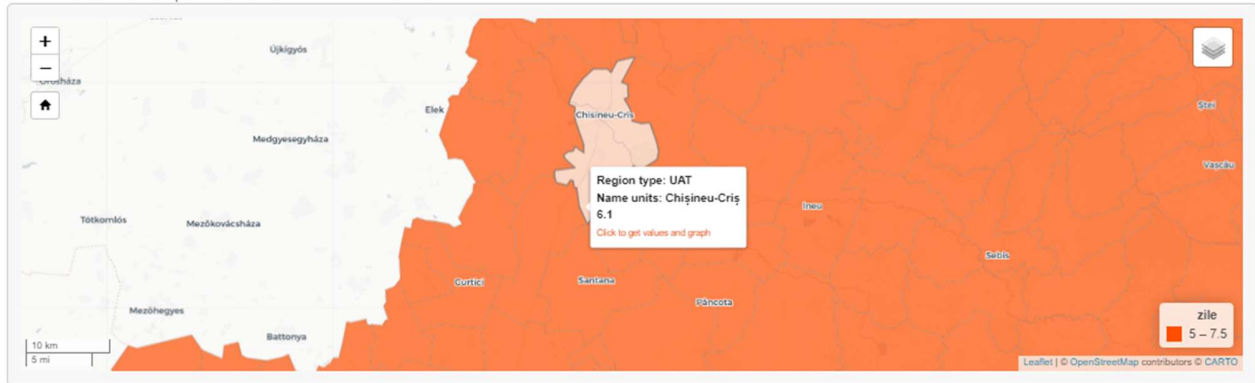 +
Újkígyós
−
Orosháza
Ștei
Elek
Chisineu-Criș
Medgyesegyháza
Vașcău
Region type: UAT
Name units: Chișineu-Criș
6.1
Click to get values and graph
Ineu
Tótkomlós
Mezőkovácsháza
Sebiș
Curtici
Santana
Pâncota
Mezőhegyes
zile
5 – 7.5
Battonya
10 km
5 mi
Leaflet | © OpenStreetMap contributors © CARTO